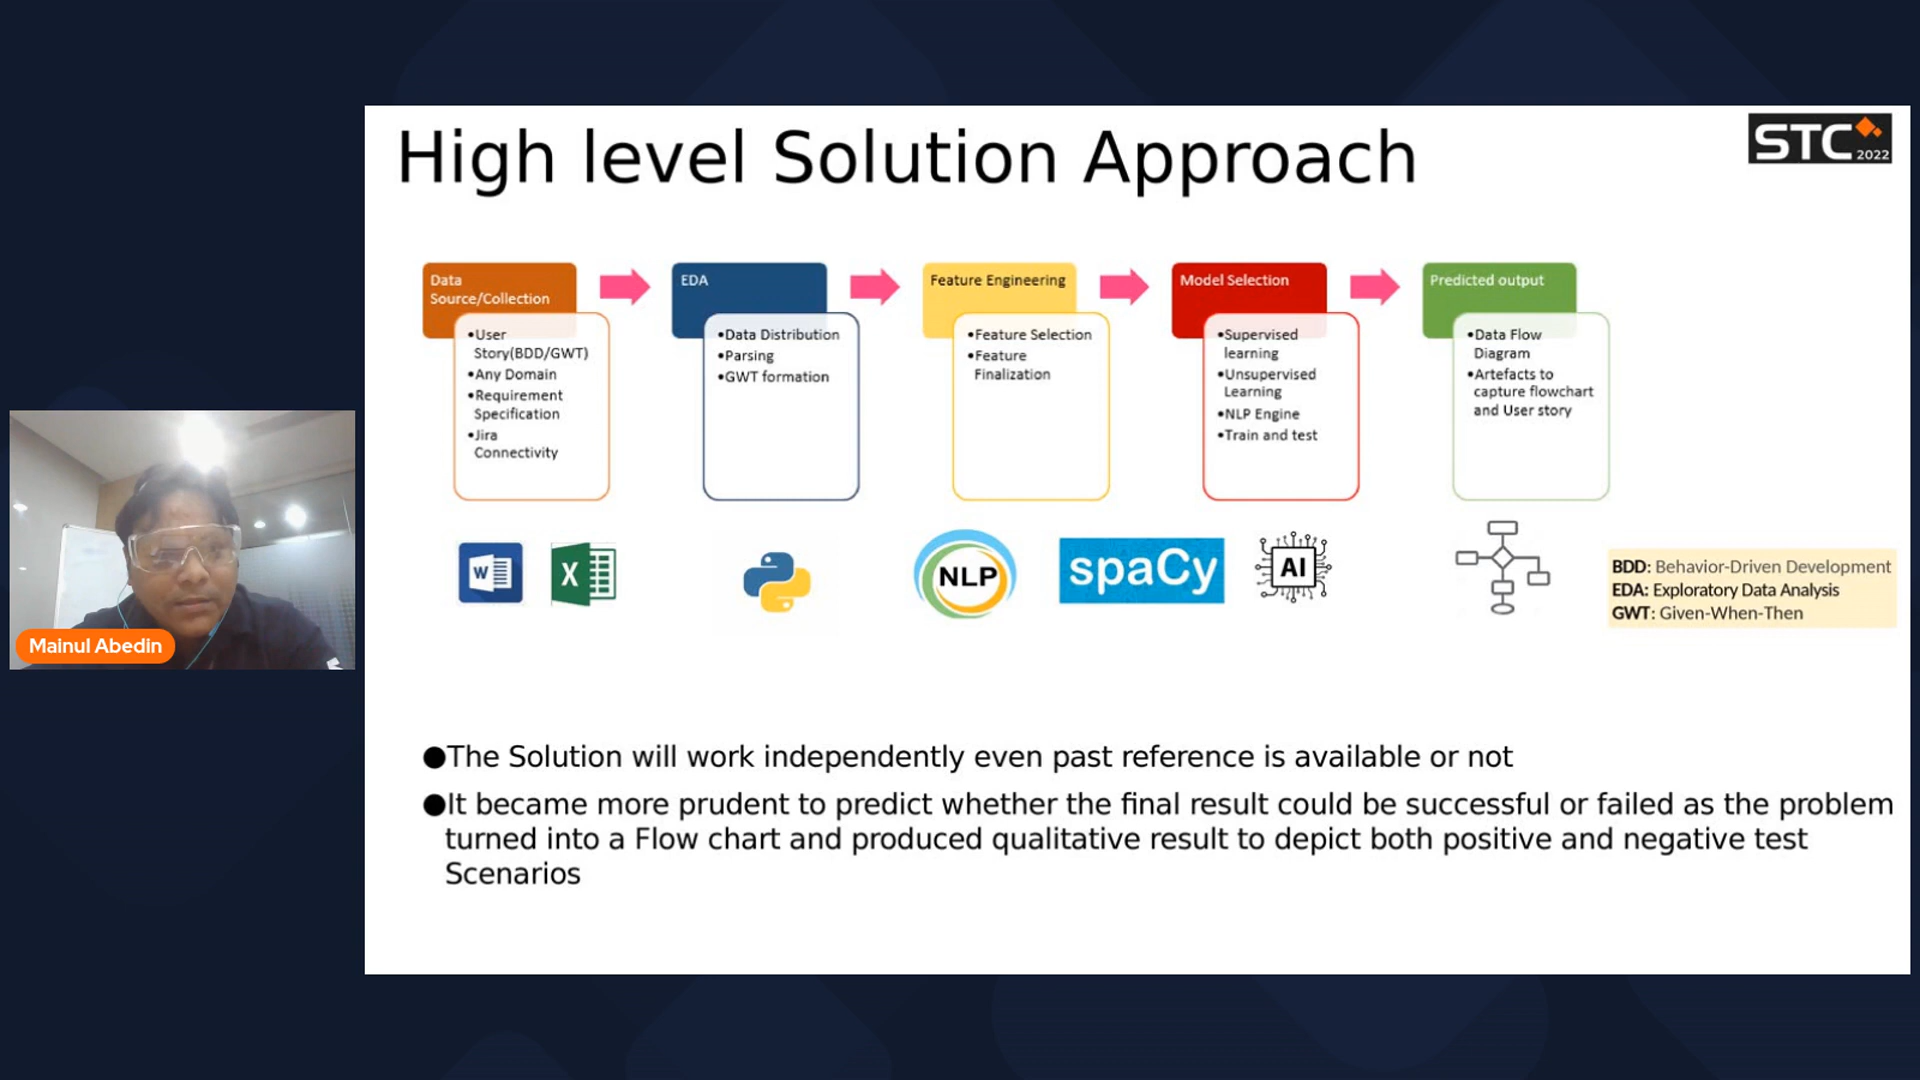 High level Solution Approach
STC
2022
Data
Source/Collection
•User
Story(BDD/GWT)
•Any Domain
•Requirement
Specification
•Jira
Connectivity
EDA
•Data Distribution
•Parsing
•GWT formation
Feature Engineering
•Feature Selection
•Feature
Finalization
Model Selection
•Supervised
learning
•Unsupervised
Learning
•NLP Engine
•Train and test
Predicted output
•Data Flow
Diagram
•Artefacts to
capture flowchart
and User story
W
X
NLP
spaCy
AI
BDD: Behavior-Driven Development
EDA: Exploratory Data Analysis
GWT: Given-When-Then
Mainul Abedin
●The Solution will work independently even past reference is available or not
●It became more prudent to predict whether the final result could be successful or failed as the problem
turned into a Flow chart and produced qualitative result to depict both positive and negative test
Scenarios